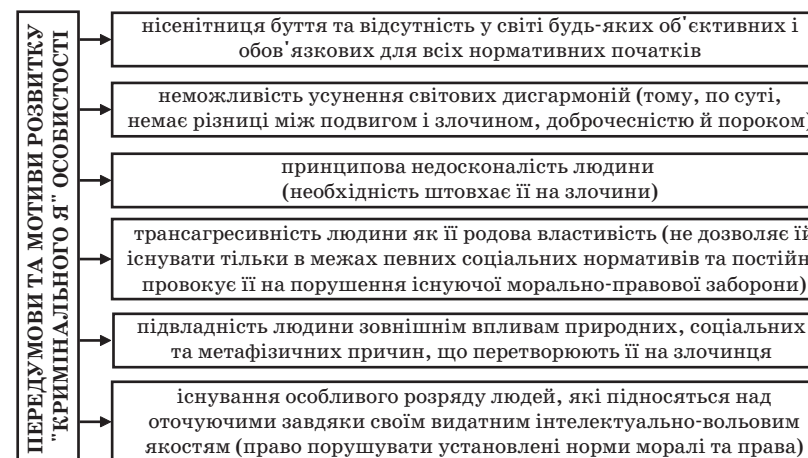 ПЕРЕДУМОВИ ТА МОТИВИ РОЗВИТКУ
"КРИМІНАЛЬНОГО Я" ОСОБИСТОСТІ
нісенітниця буття та відсутність у світі будь-яких об'єктивних і
обов'язкових для всіх нормативних початків
неможливість усунення світових дисгармоній (тому, по суті,
немає різниці між подвигом і злочином, доброчесністю й пороком)
принципова недосконалість людини
(необхідність штовхає її на злочини)
трансагресивність людини як її родова властивість (не дозволяє їй
існувати тільки в межах певних соціальних нормативів та постійн
провокує її на порушення існуючої морально-правової заборони)
підвладність людини зовнішнім впливам природних, соціальних
та метафізичних причин, що перетворюють її на злочинця
існування особливого розряду людей, які підносяться над
оточуючими завдяки своїм видатним інтелектуально-вольовим
якостям (право порушувати установлені норми моралі та права)